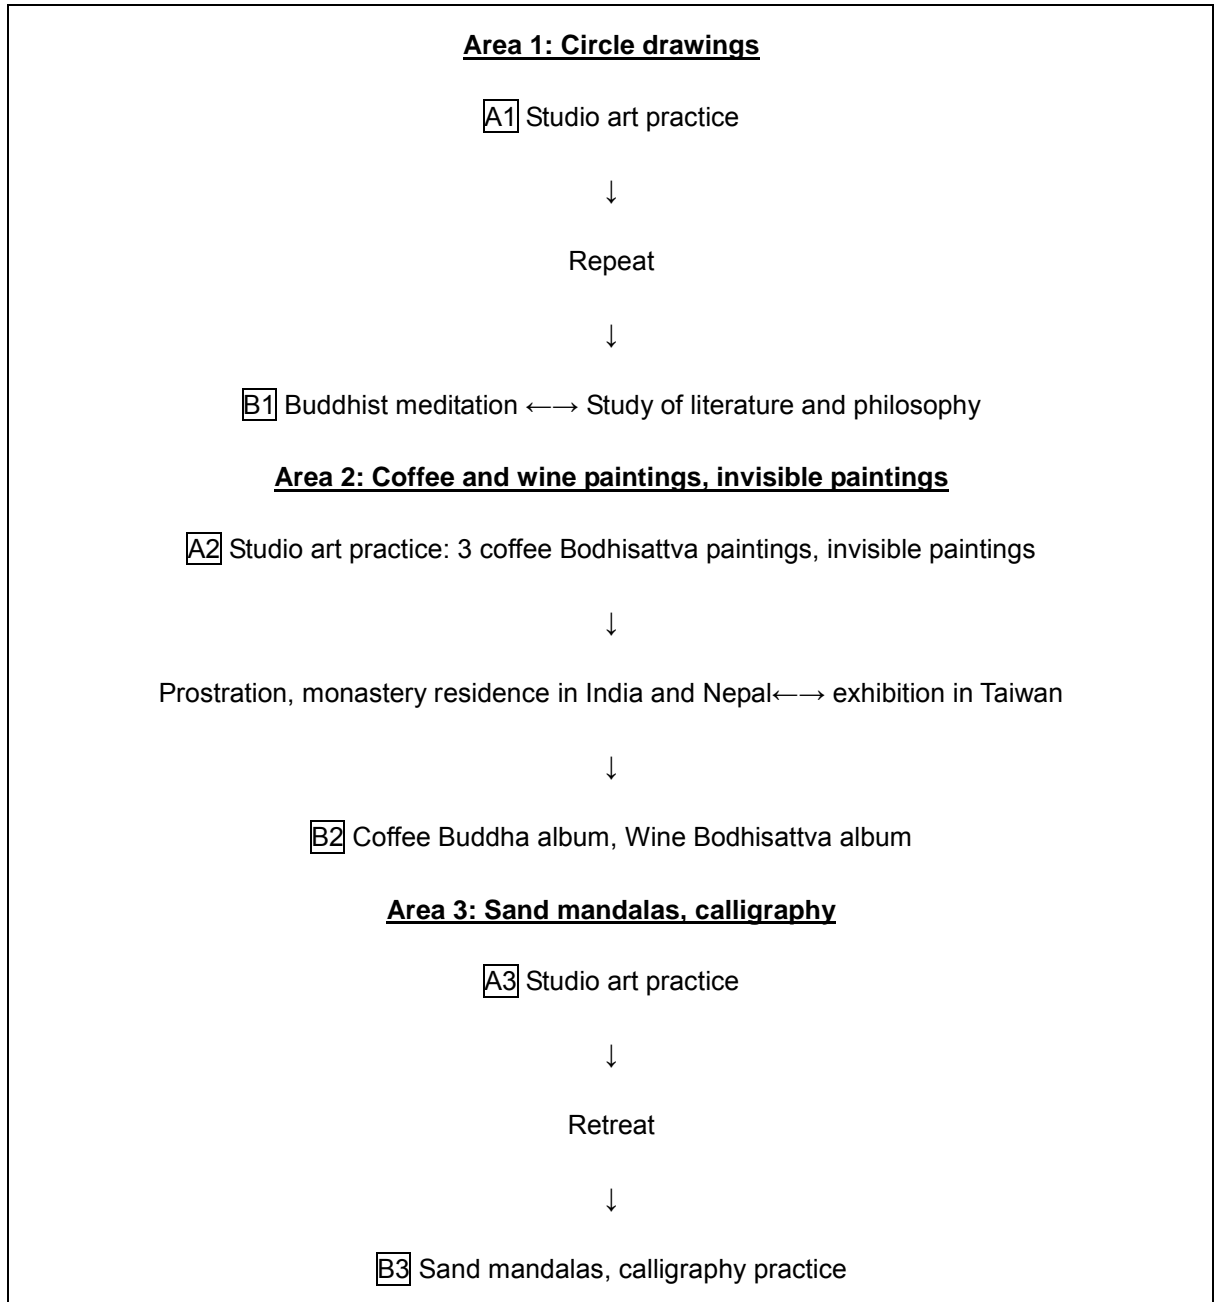 Area 1: Circle drawings
A1 Studio art practice
↓
Repeat
↓
B1 Buddhist meditation ←→ Study of literature and philosophy
Area 2: Coffee and wine paintings, invisible paintings
A2 Studio art practice: 3 coffee Bodhisattva paintings, invisible paintings
↓
Prostration, monastery residence in India and Nepal←→ exhibition in Taiwan
↓
B2 Coffee Buddha album, Wine Bodhisattva album
Area 3: Sand mandalas, calligraphy
A3 Studio art practice
↓
Retreat
↓
B3 Sand mandalas, calligraphy practice